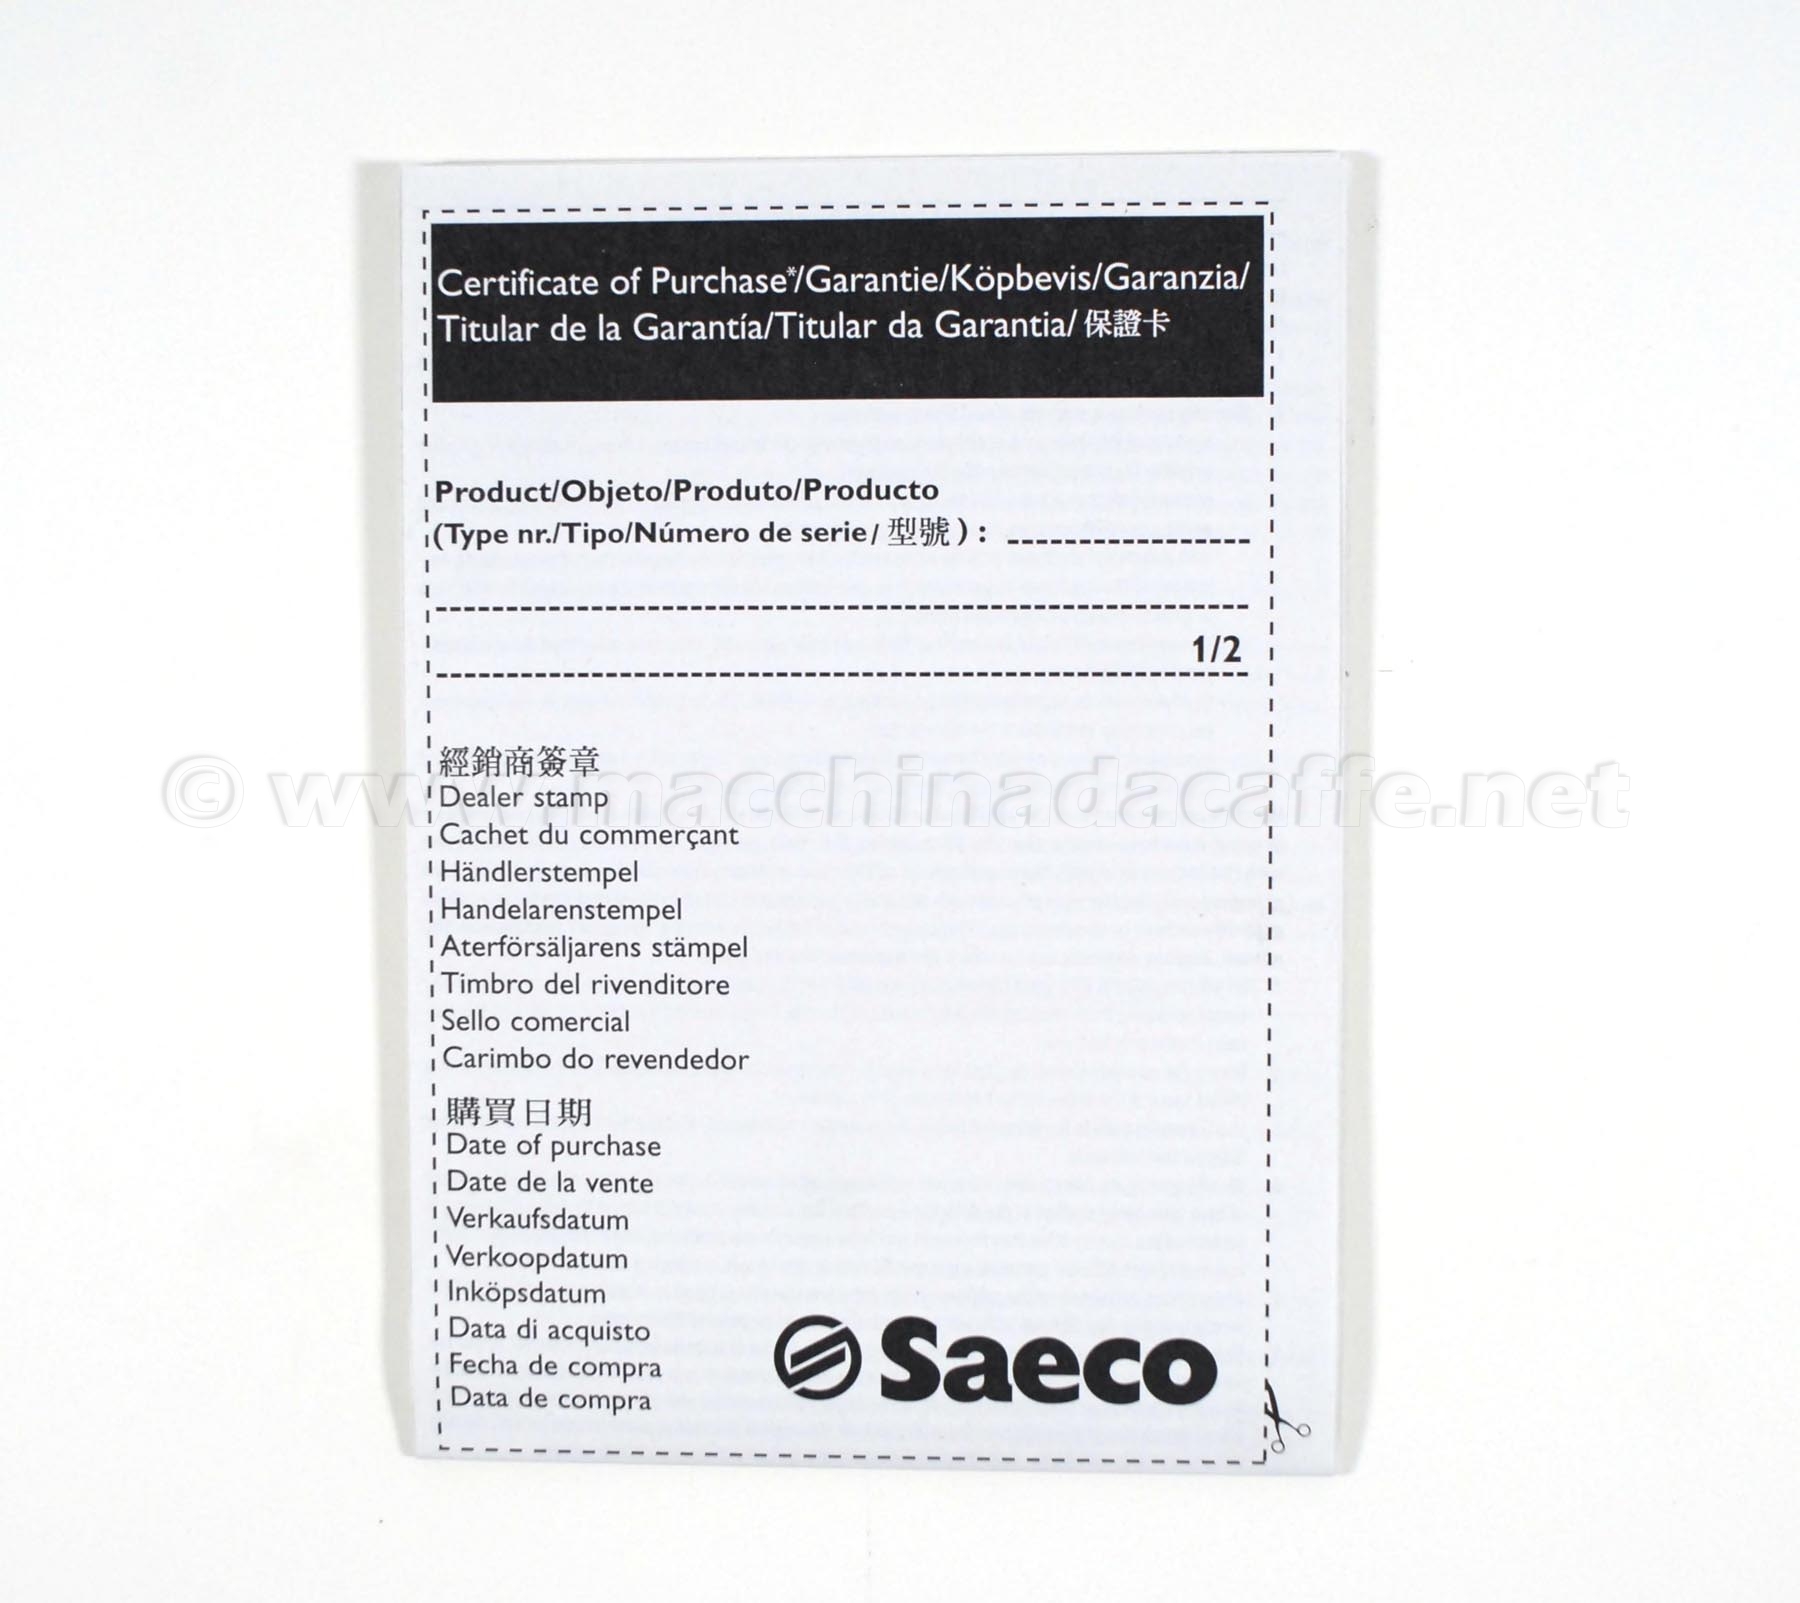 Certificate of Purchase*/Garantie/Köpbevis/Garanzia/
Titular de la Garantía/Titular da Garantia/保證卡
Product/Objeto/Produto/Producto
(Type nr./Tipo/Número de serie/型號):
1/2
經銷商簽章
© www.macchinadacaffe.net
Dealer stamp
Cachet du commerçant
Händlerstempel
Handelarenstempel
Aterförsäljarens stämpel
Timbro del rivenditore
Sello comercial
Carimbo do revendedor
購買日期
Date of purchase
Date de la vente
Verkaufsdatum
Verkoopdatum
Inköpsdatum
Data di acquisto
Fecha de compra
Data de compra
Saeco